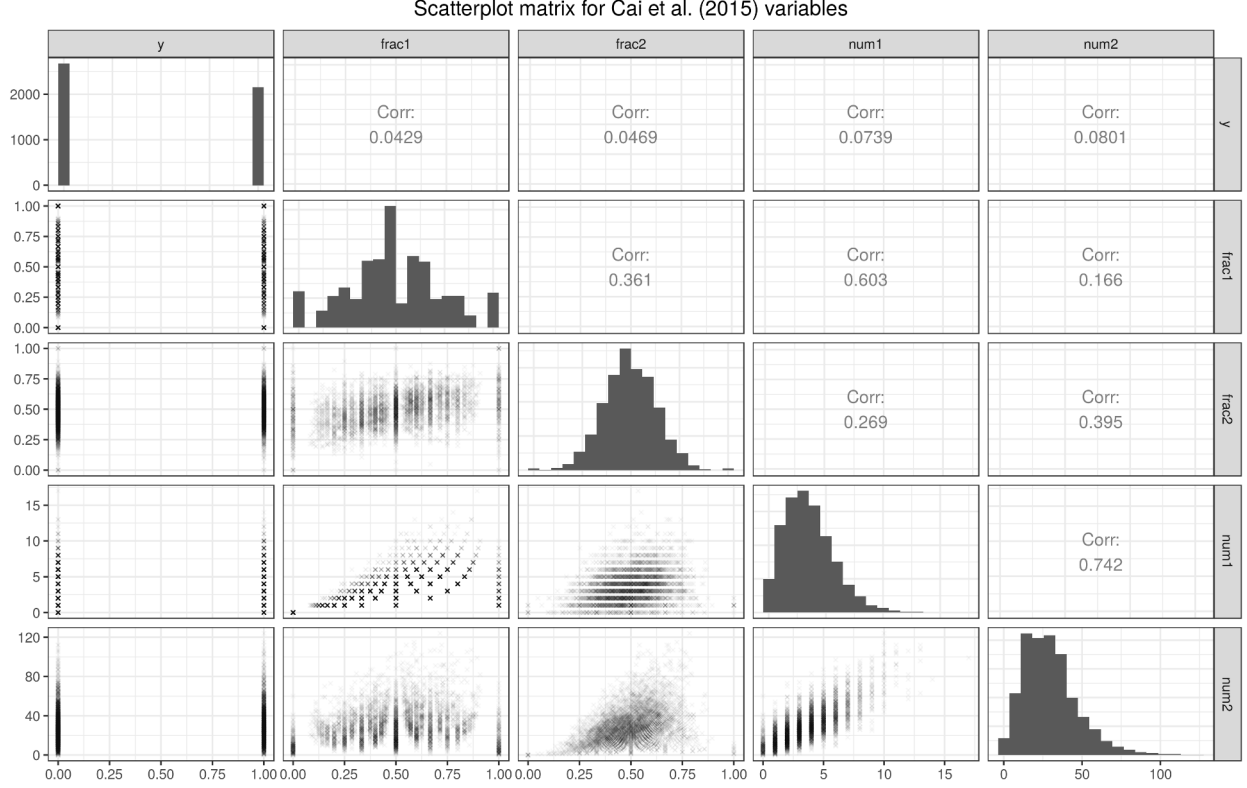 Scatterplot matrix for Cai et al. (2015) variables
y frac1 frac2 num1 num2
2000
1000
0
Corr:
0.0429
Corr:
0.0469
Corr:
0.0739
Corr:
0.0801
y
1.00
0.75
0.50
0.25
0.00
Corr:
0.361
Corr:
0.603
Corr:
0.166
frac1
1.00
0.75
0.50
0.25
0.00
Corr:
0.269
Corr:
0.395
frac2
15
10
5
0
Corr:
0.742
num1
120
80
40
0
num2
0.00 0.25 0.50 0.75 1.00 0.00 0.25 0.50 0.75 1.00 0.00 0.25 0.50 0.75 1.00 0 5 10 15 0 50 100